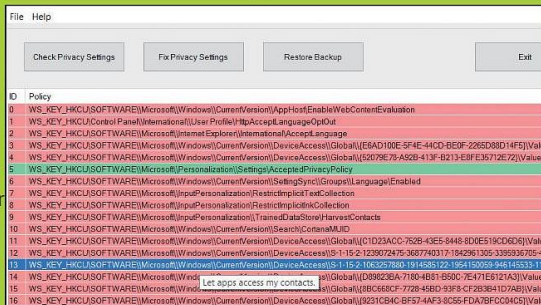 File Help
Check Privacy Settings Fix Privacy Settings Restore Backup Exit
ID Policy
0 WS_KEY_HKCU\SOFTWARE\\Microsoft\\Windows\\CurrentVersion\\AppHost\EnableWebContentEvaluation
1 WS_KEY_HKCU\Control Panel\\International\\User Profile\HttpAcceptLanguageOptOut
2 WS_KEY_HKCU\SOFTWARE\\Microsoft\\Internet Explorer\\International\AcceptLanguage
3 WS_KEY_HKCU\SOFTWARE\\Microsoft\\Windows\\CurrentVersion\\DeviceAccess\\Global\\{E6AD100E-5F4E-44CD-BE0F-2265D88D14F5}\Val
4 WS_KEY_HKCU\SOFTWARE\\Microsoft\\Windows\\CurrentVersion\\DeviceAccess\\Global\\{52079E78-A92B-413F-B213-E8FE35712E72}\Value
5 WS_KEY_HKCU\SOFTWARE\\Microsoft\\Personalization\\Settings\AcceptedPrivacyPolicy
6 WS_KEY_HKCU\SOFTWARE\\Microsoft\\Windows\\CurrentVersion\\SettingSync\\Groups\\Language\Enabled
WS_KEY_HKCU\SOFTWARE\\Microsoft\\InputPersonalization\RestrictImplicitTextCollection
8 WS_KEY_HKCU\SOFTWARE\\Microsoft\\InputPersonalization\RestrictImplicitInkCollection
WS_KEY_HKCU\SOFTWARE\\Microsoft\\InputPersonalization\\TrainedDataStore\HarvestContacts
10 WS_KEY_HKCU\SOFTWARE\\Microsoft\\Windows\\CurrentVersion\\Search\CortanaMUID
11 WS_KEY_HKCU\SOFTWARE\\Microsoft\\Windows\\CurrentVersion\\DeviceAccess\\Global\\{C1D23ACC-752B-43E5-8448-8D0E519CD6D6}\Valu
12 WS_KEY_HKCU\SOFTWARE\\Microsoft\\Windows\\CurrentVersion\\DeviceAccess\\S-1-15-2-1239072475-3687740317-1842961305-3395936705-4
13 WS_KEY_HKCU\SOFTWARE\\Microsoft\\Windows\\CurrentVersion\\DeviceAccess\\S-1-15-2-1063257880-1914585122-1954150059-946145533-1
14 WS_KEY_HKCU\SOFTWARE\\Microsoft\\Windows\\CurrentVersion\\DeviceAccess\\Global\\{D89823BA-7180-4B81-B50C-7E471E6121A3}\Valu
Let apps access my contacts.
15 WS_KEY_HKCU\SOFTWARE\\Microsoft Global\\{8BC668CF-7728-45BD-93F8-CF2B3B41D7AB}\Valu
16 WS_KEY_HKCU\SOFTWARE\\Microsoft\\Windows\\CurrentVersion\\DeviceAccess\\Global\\{9231CB4C-BF57-4AF3-8C55-FDA7BFCC04C5}\Valu